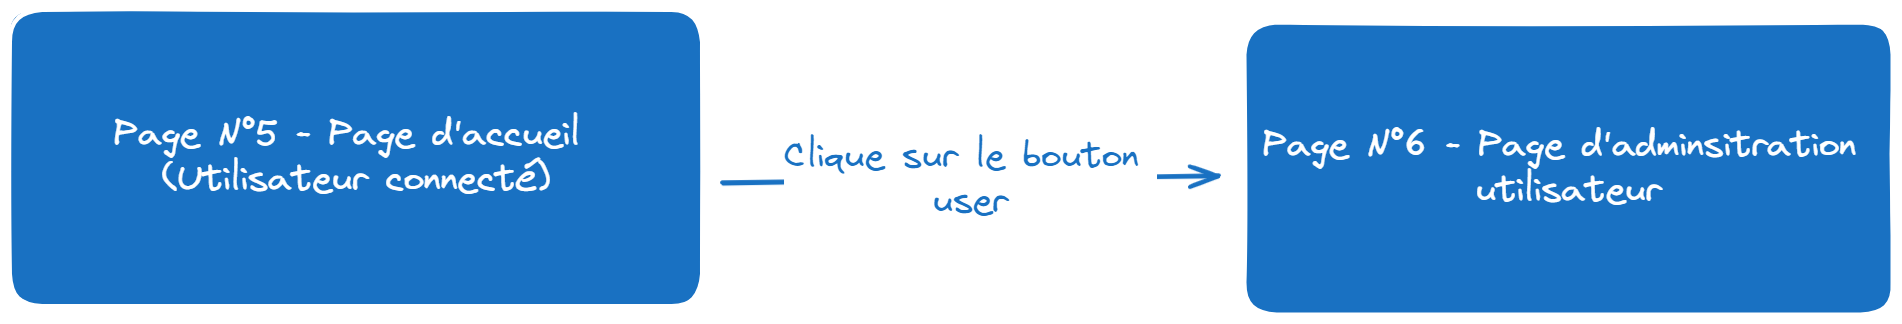 Page N°5 - Page d'accueil
(Utilisateur connecté)
Clique sur le bouton
user
Page N°6 - Page d'adminsitration
utilisateur